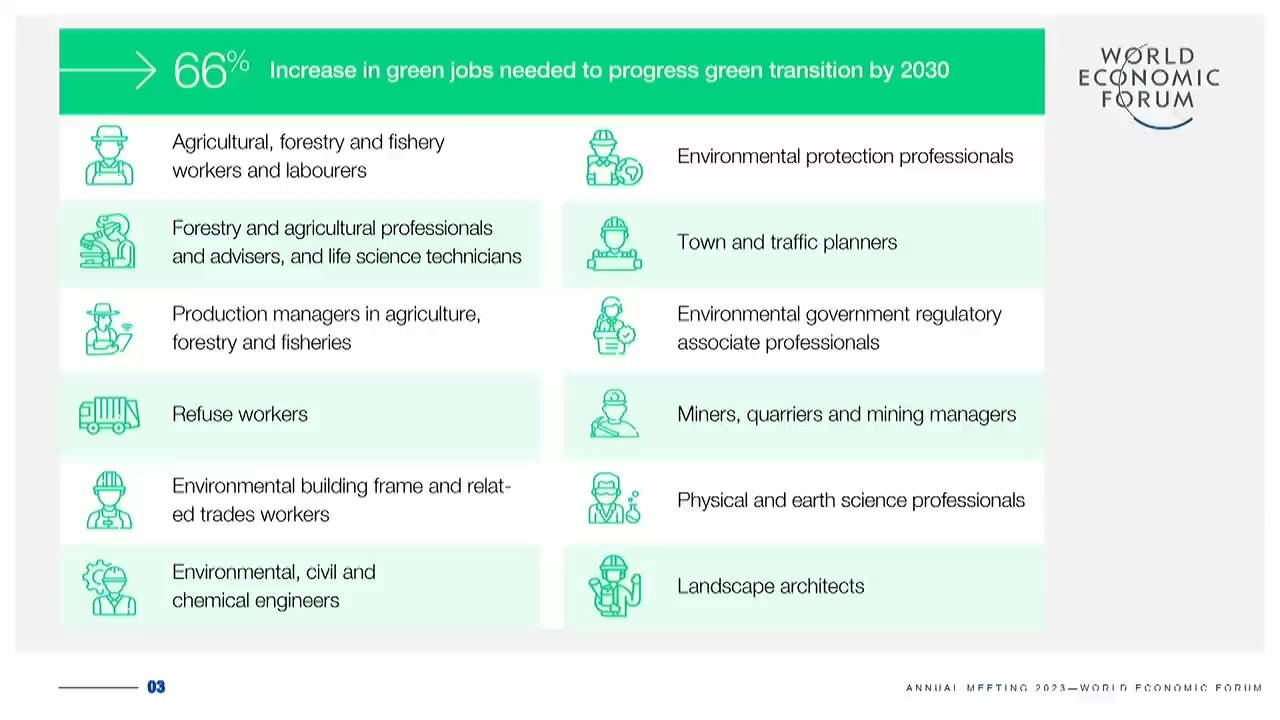 66% Increase in green jobs needed to progress green transition by 2030
WORLD
ECONOMIC
FORUM
Agricultural, forestry and fishery
workers and labourers
Forestry and agricultural professionals
and advisers, and life science technicians
Production managers in agriculture,
forestry and fisheries
Refuse workers
Environmental building frame and relat-
ed trades workers
Environmental, civil and
chemical engineers
Environmental protection professionals
Town and traffic planners
Environmental government regulatory
associate professionals
Miners, quarriers and mining managers
Physical and earth science professionals
Landscape architects
03
ANNUAL MEETING 2023—WORLD ECONOMIC FORUM